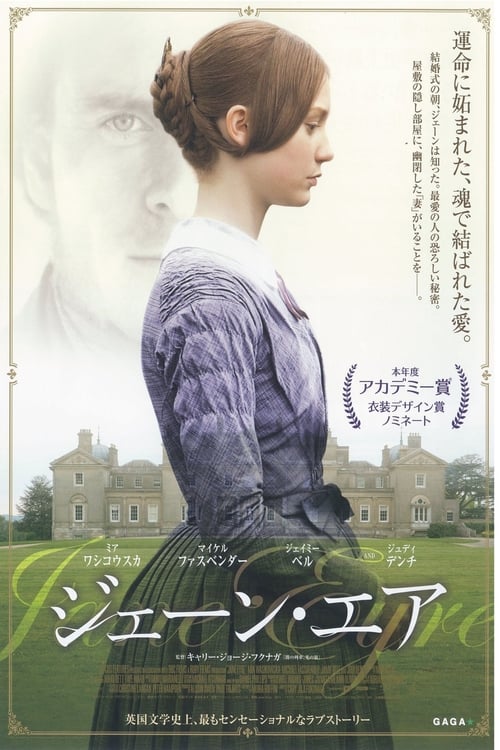 運命に妬まれた、魂で結ばれた愛。
結婚式の朝、ジェーンは知った。最愛の人の恐ろしい秘密。
屋敷の隠し部屋に、幽閉した「妻」がいることを——。
本年度
アカデミー賞
衣装デザイン賞
ノミネート
ミア
ワシコウスカ
マイケル
ファスベンダー
ジェイミー
ベル
AND
ジュディ
デンチ
Jane Eyre
ジェーン・エア
監督：キャリー・ジョージ・フクナガ
英国文学史上、最もセンセーショナルなラブストーリー
GAGA★